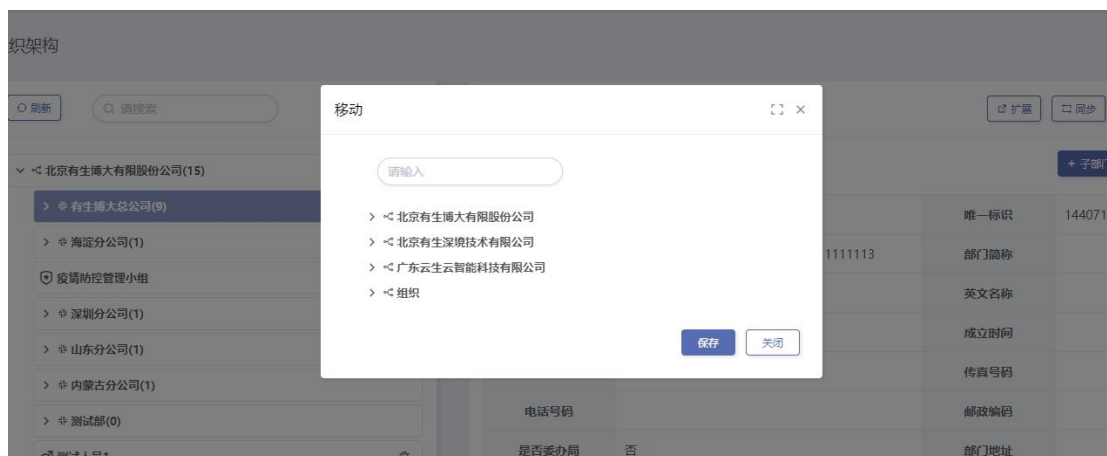 织架构
刷新
请搜索
扩展
同步
北京有生博大有限股份公司(15)
+ 子部门
有生博大总公司(9)
海淀分公司(1)
疫情防控管理小组
深圳分公司(1)
山东分公司(1)
内蒙古分公司(1)
测试部(0)
测试人员1
移动
请输入
北京有生博大有限股份公司
北京有生深境技术有限公司
广东云生云智能科技有限公司
组织
保存
关闭
唯一标识
144071
1111113
部门简称
英文名称
成立时间
传真号码
电话号码
邮政编码
是否委办局
否
部门地址